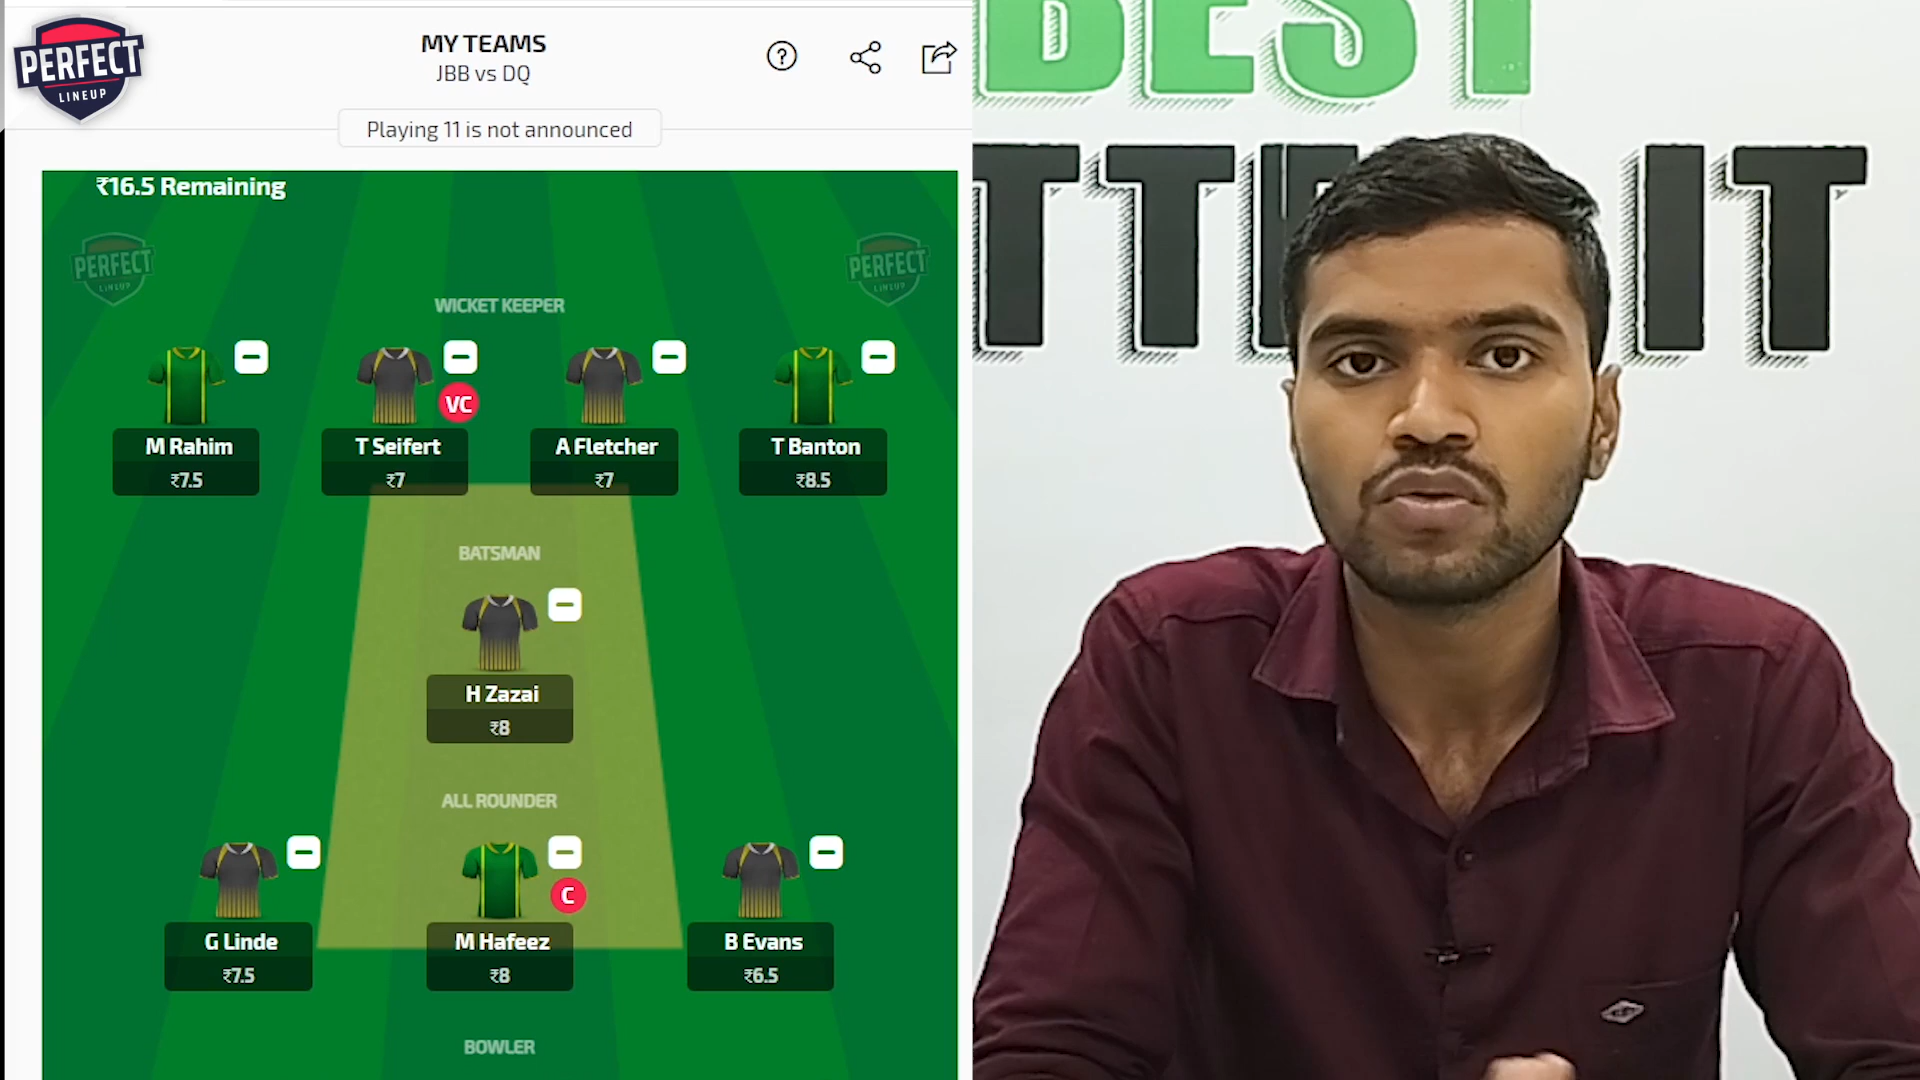 PERFECT
LINEUP
MY TEAMS
JBB vs DQ
?
Playing 11 is not announced
₹16.5 Remaining
PERFECT
LINEUP
PERFECT
LINEUP
WICKET KEEPER
VC
M Rahim
T Seifert
A Fletcher
T Banton
₹7.5
₹7
₹7
₹8.5
BATSMAN
H Zazai
₹8
ALL ROUNDER
C
G Linde
M Hafeez
B Evans
₹7.5
₹8
₹6.5
BOWLER
BEST
IT